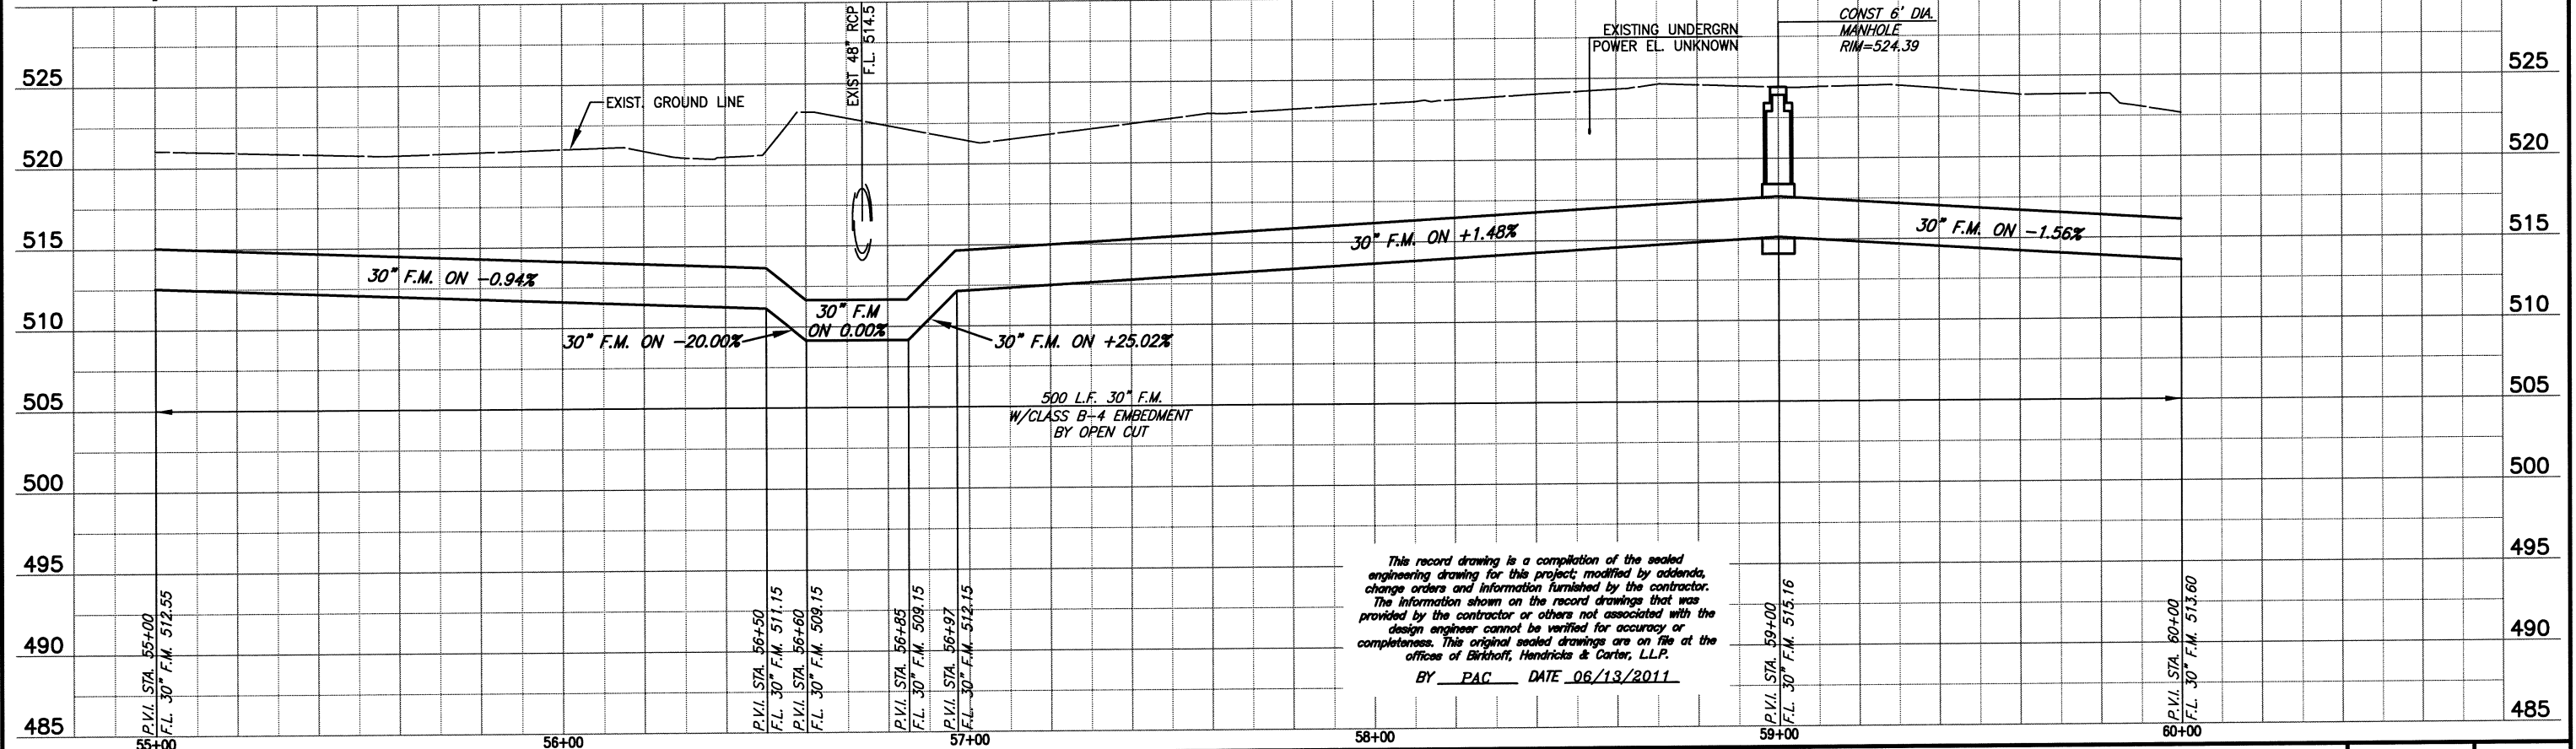 EXIST 48" RCP
F.L. 514.5
EXISTING UNDERGRN
POWER EL. UNKNOWN
CONST 6' DIA.
MANHOLE
RIM=524.39
525
525
EXIST. GROUND LINE
520
520
515
515
30" F.M. ON -0.94%
30" F.M. ON +1.48%
30" F.M. ON -1.56%
510
510
30" F.M
ON 0.00%
30" F.M. ON -20.00%
30" F.M. ON +25.02%
505
505
500 L.F. 30" F.M.
W/CLASS B-4 EMBEDMENT
BY OPEN CUT
500
500
495
495
This record drawing is a compilation of the sealed
engineering drawing for this project; modified by addenda,
change orders and information furnished by the contractor.
The information shown on the record drawings that was
provided by the contractor or others not associated with the
design engineer cannot be verified for accuracy or
completeness. This original sealed drawings are on file at the
offices of Birkhoff, Hendricks & Carter, L.L.P.
BY PAC DATE 06/13/2011
490
490
485
485
P.V.I. STA. 55+00
F.L. 30" F.M. 512.55
P.V.I. STA. 56+50
F.L. 30" F.M. 511.15
P.V.I. STA. 56+60
F.L. 30" F.M. 509.15
P.V.I. STA. 56+85
F.L. 30" F.M. 509.15
P.V.I. STA. 56+97
F.L. 30" F.M. 512.15
P.V.I. STA. 59+00
F.L. 30" F.M. 515.16
P.V.I. STA. 60+00
F.L. 30" F.M. 513.60
55+00
56+00
57+00
58+00
59+00
60+00